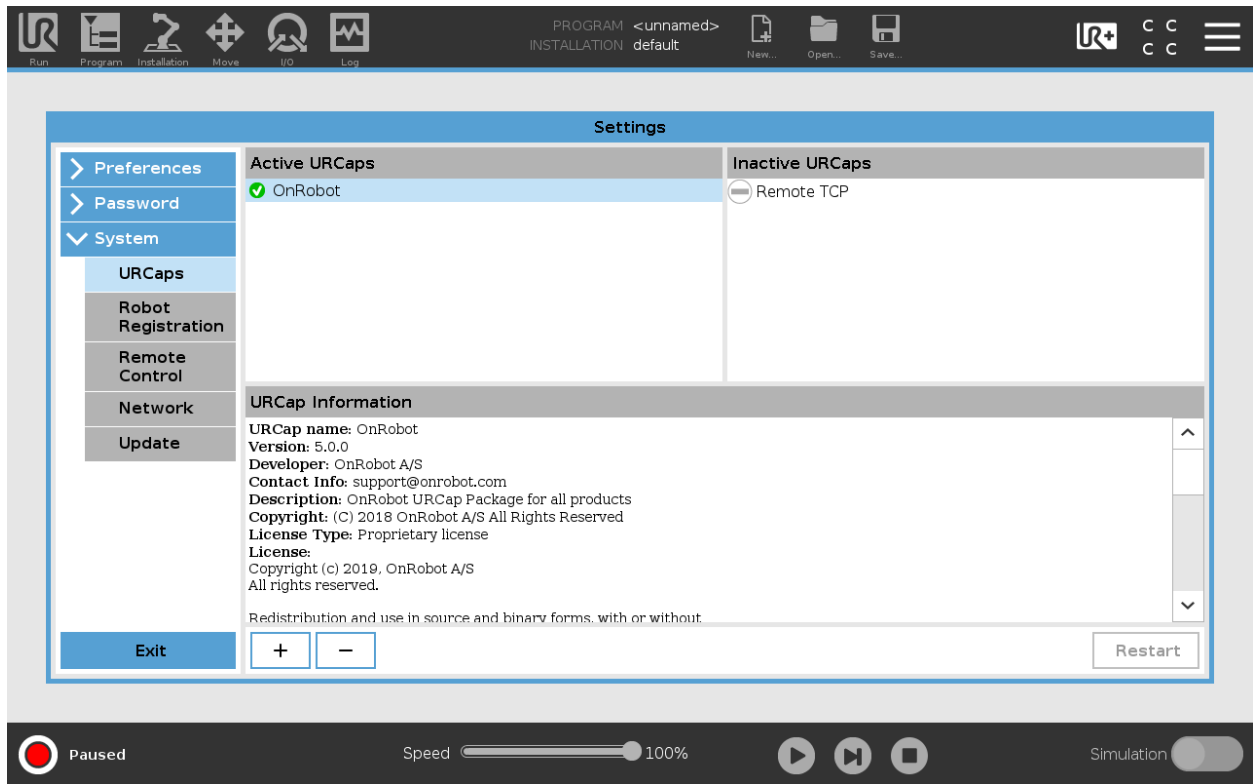 PROGRAM <unnamed>
INSTALLATION default
UR
UR+
C C
C C
Run
Program
Installation
Move
I/O
Log
New...
Open...
Save...
Settings
Preferences
Password
System
URCaps
Robot
Registration
Remote
Control
Network
Update
Exit
Active URCaps
OnRobot
Inactive URCaps
Remote TCP
URCap Information
URCap name: OnRobot
Version: 5.0.0
Developer: OnRobot A/S
Contact Info: support@onrobot.com
Description: OnRobot URCap Package for all products
Copyright: (C) 2018 OnRobot A/S All Rights Reserved
License Type: Proprietary license
License:
Copyright (c) 2019, OnRobot A/S
All rights reserved.
Redistribution and use in source and binary forms, with or without
+
−
Restart
Paused
Speed
100%
Simulation